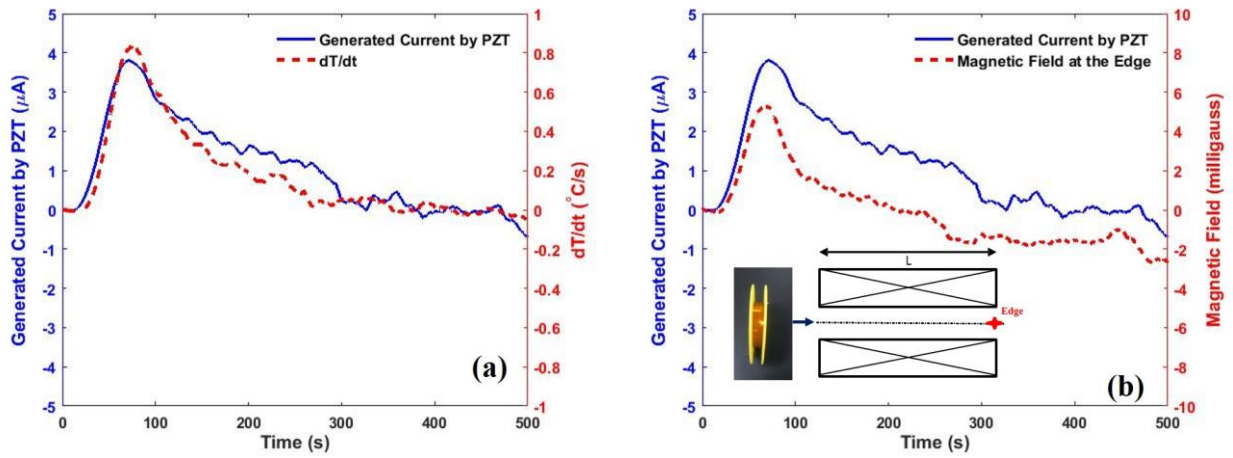 Generated Current by PZT (μA)
5
4
3
2
1
0
-1
-2
-3
-4
-5
Generated Current by PZT
dT/dt
(a)
1
0.8
0.6
0.4
0.2
0
-0.2
-0.4
-0.6
-0.8
-1
dT/dt (°C/s)
0 100 200 300 400 500
Time (s)
Generated Current by PZT (μA)
5
4
3
2
1
0
-1
-2
-3
-4
-5
Generated Current by PZT
Magnetic Field at the Edge
L
Edge
(b)
10
8
6
4
2
0
-2
-4
-6
-8
-10
Magnetic Field (milligauss)
0 100 200 300 400 500
Time (s)